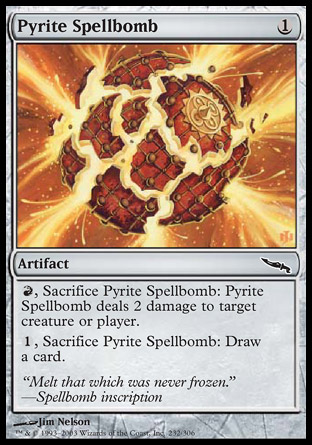 Pyrite Spellbomb 1
Artifact
, Sacrifice Pyrite Spellbomb: Pyrite
Spellbomb deals 2 damage to target
creature or player.
1, Sacrifice Pyrite Spellbomb: Draw
a card.
"Melt that which was never frozen."
—Spellbomb inscription
Jim Nelson
™ & © 1993–2003 Wizards of the Coast, Inc. 232/306